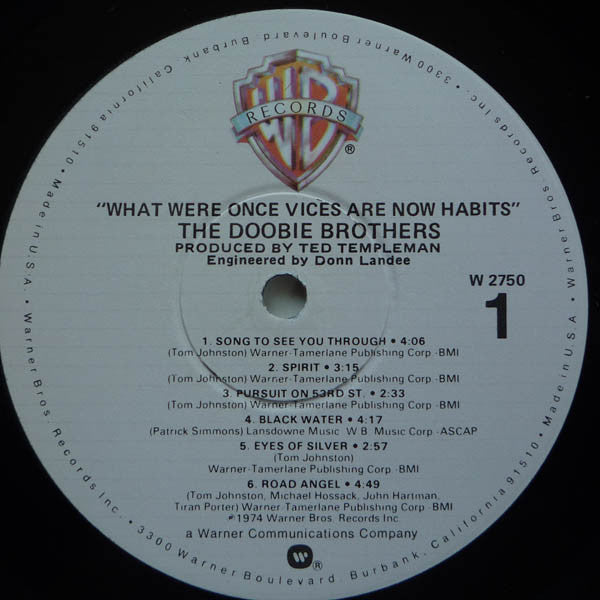 WB
RECORDS
®
"WHAT WERE ONCE VICES ARE NOW HABITS"
THE DOOBIE BROTHERS
PRODUCED BY TED TEMPLEMAN
Engineered by Donn Landee
W 2750
1
1. SONG TO SEE YOU THROUGH • 4:06
(Tom Johnston) Warner-Tamerlane Publishing Corp -BMI
2. SPIRIT • 3:15
(Tom Johnston) Warner-Tamerlane Publishing Corp -BMI
3. PURSUIT ON 53RD ST. • 2:33
(Tom Johnston) Warner-Tamerlane Publishing Corp -BMI
4. BLACK WATER • 4:17
(Patrick Simmons) Lansdowne Music W.B. Music Corp -ASCAP
5. EYES OF SILVER • 2:57
(Tom Johnston)
Warner-Tamerlane Publishing Corp -BMI
6. ROAD ANGEL • 4:49
(Tom Johnston, Michael Hossack, John Hartman,
Tiran Porter) Warner-Tamerlane Publishing Corp -BMI
℗1974 Warner Bros. Records Inc.
a Warner Communications Company
W®
Warner Bros. Records Inc. • 3300 Warner Boulevard, Burbank, California 91510 • Made in U.S.A. •
Warner Bros. Records Inc. • 3300 Warner Boulevard, Burbank, California 91510 • Made in U.S.A. •